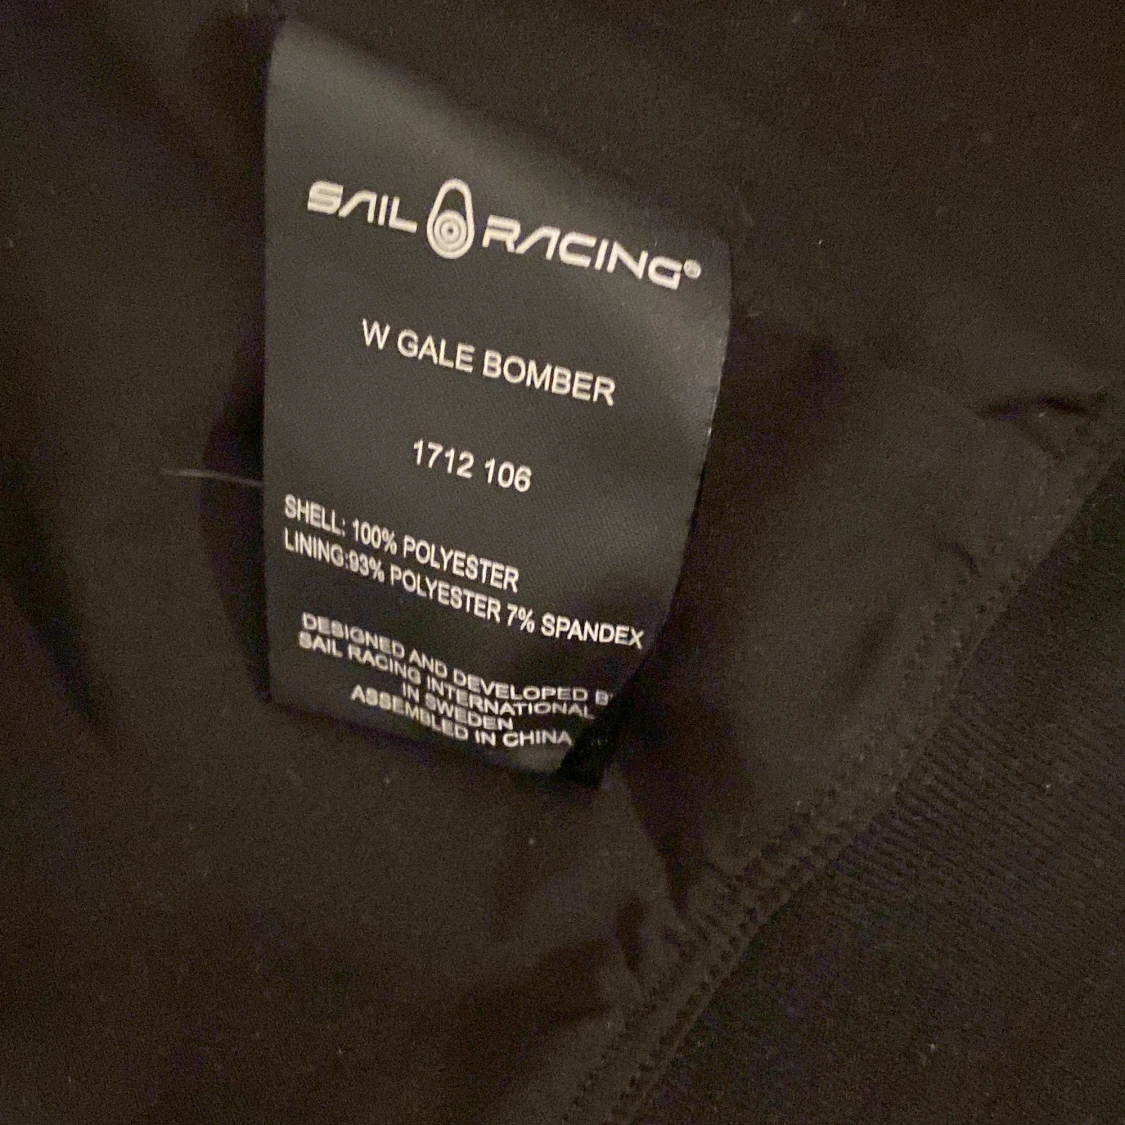 SAIL RACING®
W GALE BOMBER
1712 106
SHELL: 100% POLYESTER
LINING:93% POLYESTER 7% SPANDEX
DESIGNED AND DEVELOPED B
SAIL RACING INTERNATIONAL
IN SWEDEN
ASSEMBLED IN CHINA